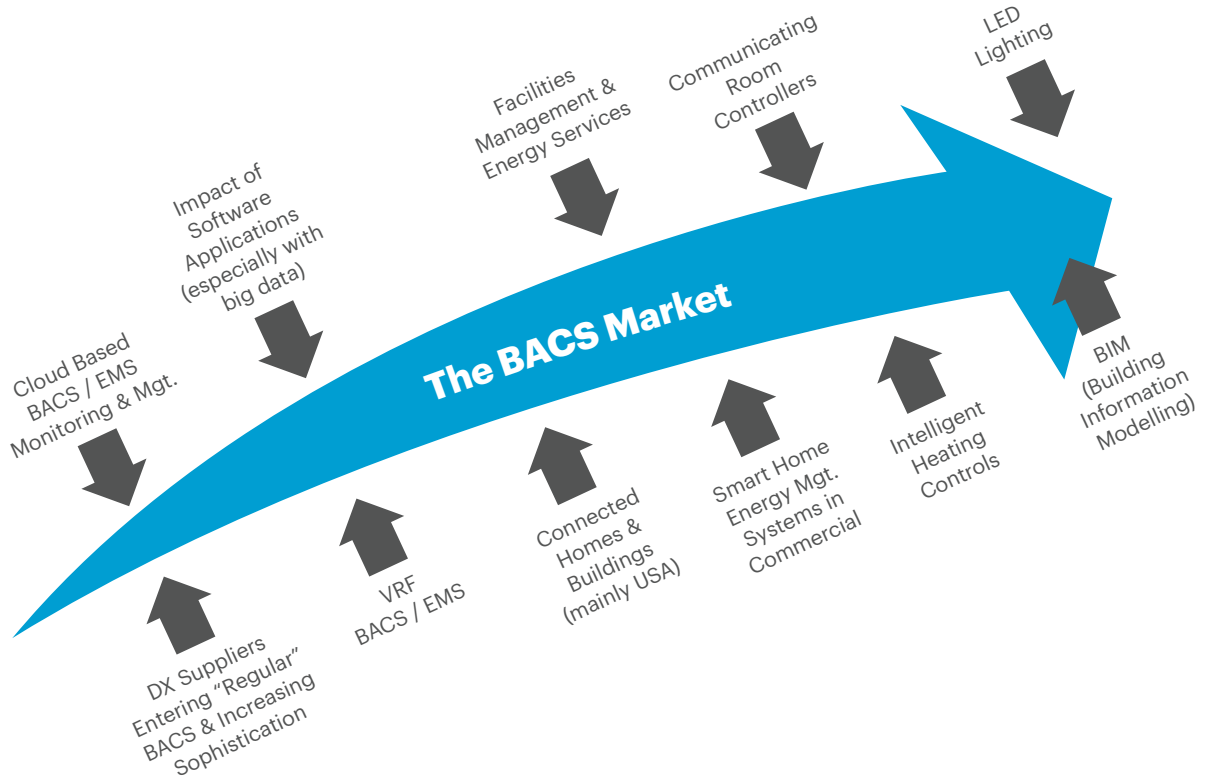 LED
Lighting
Communicating
Room
Controllers
Facilities
Management &
Energy Services
Impact of
Software
Applications
(especially with
big data)
Cloud Based
BACS / EMS
Monitoring & Mgt.
The BACS Market
DX Suppliers
Entering “Regular”
BACS & Increasing
Sophistication
VRF
BACS / EMS
Connected
Homes &
Buildings
(mainly USA)
Smart Home
Energy Mgt.
Systems in
Commercial
Intelligent
Heating
Controls
BIM
(Building
Information
Modelling)